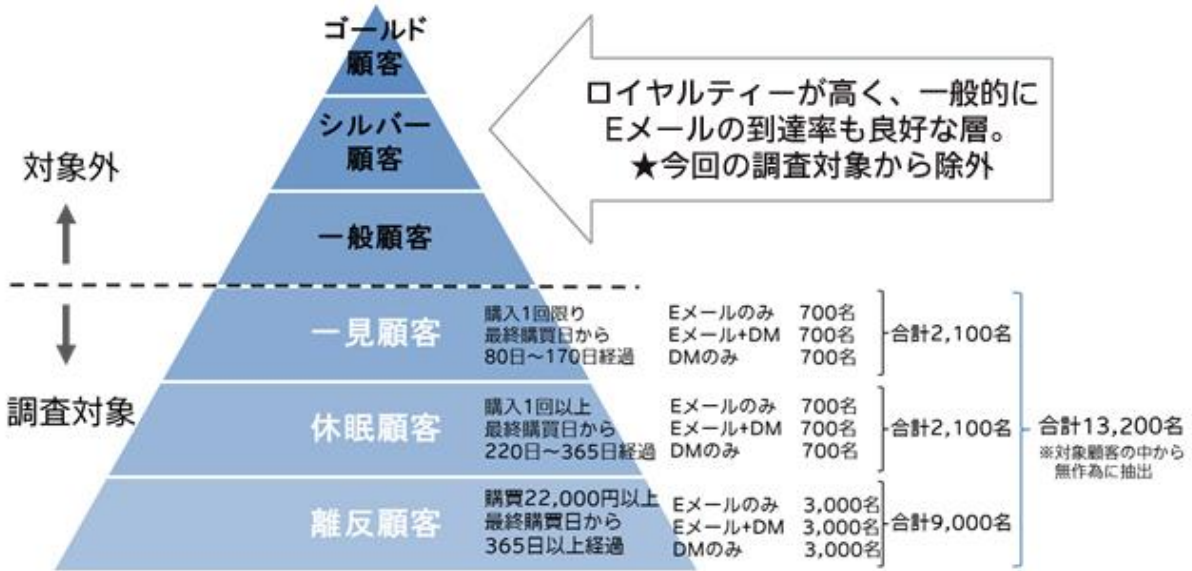 ゴールド
顧客
シルバー
顧客
一般顧客
ロイヤルティーが高く、一般的に
Eメールの到達率も良好な層。
★今回の調査対象から除外
対象外
調査対象
一見顧客
購入1回限り
最終購買日から
80日～170日経過
Eメールのみ 700名
Eメール+DM 700名
DMのみ 700名
合計2,100名
休眠顧客
購入1回以上
最終購買日から
220日～365日経過
Eメールのみ 700名
Eメール+DM 700名
DMのみ 700名
合計2,100名
離反顧客
購買22,000円以上
最終購買日から
365日以上経過
Eメールのみ 3,000名
Eメール+DM 3,000名
DMのみ 3,000名
合計9,000名
合計13,200名
※対象顧客の中から
無作為に抽出